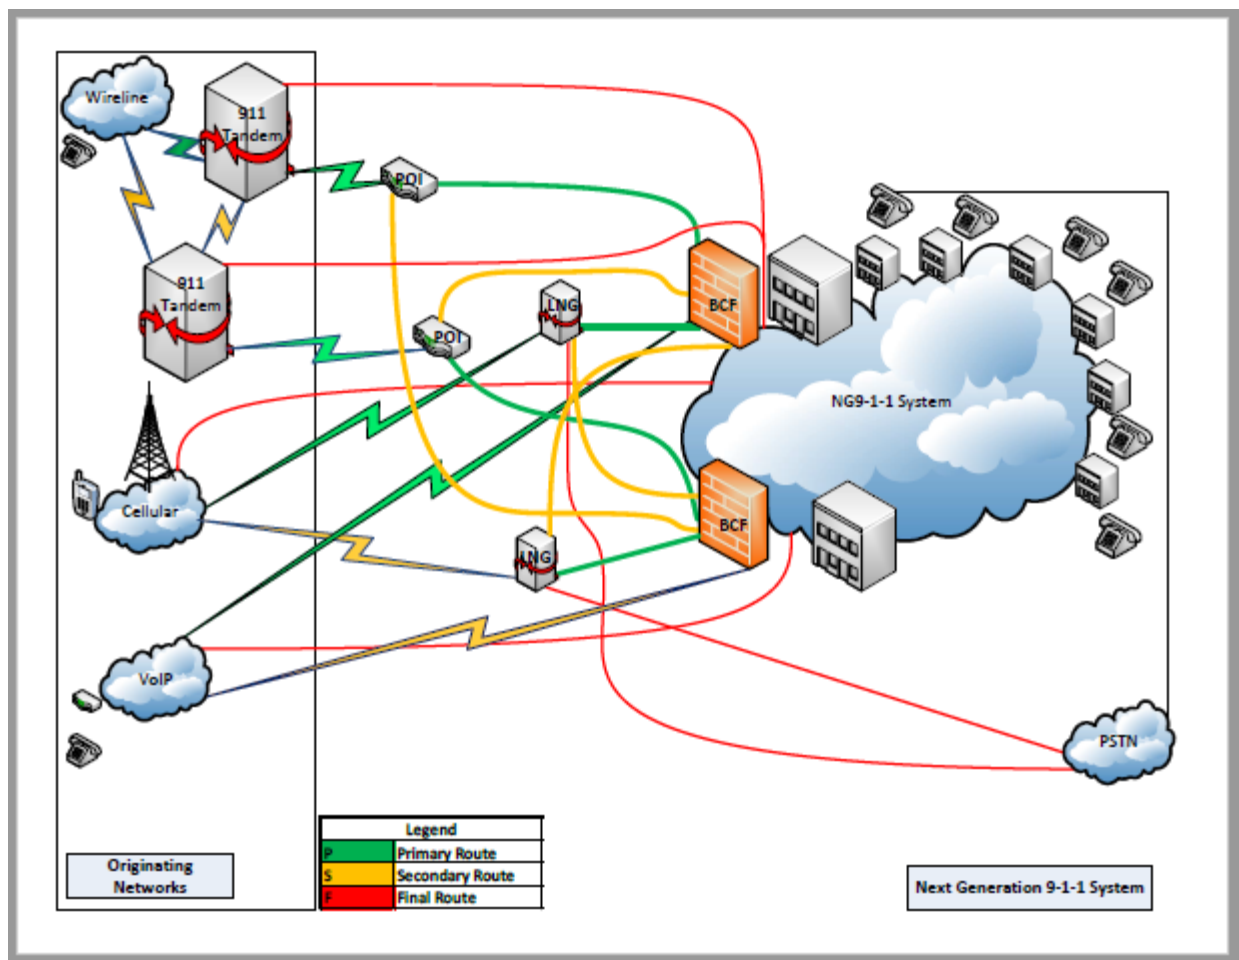 Wireline
911
Tandem
POI
911
Tandem
LNG
POI
BCF
NG9-1-1 System
Cellular
BCF
LNG
VoIP
PSTN
Legend
P Primary Route
S Secondary Route
F Final Route
Originating
Networks
Next Generation 9-1-1 System